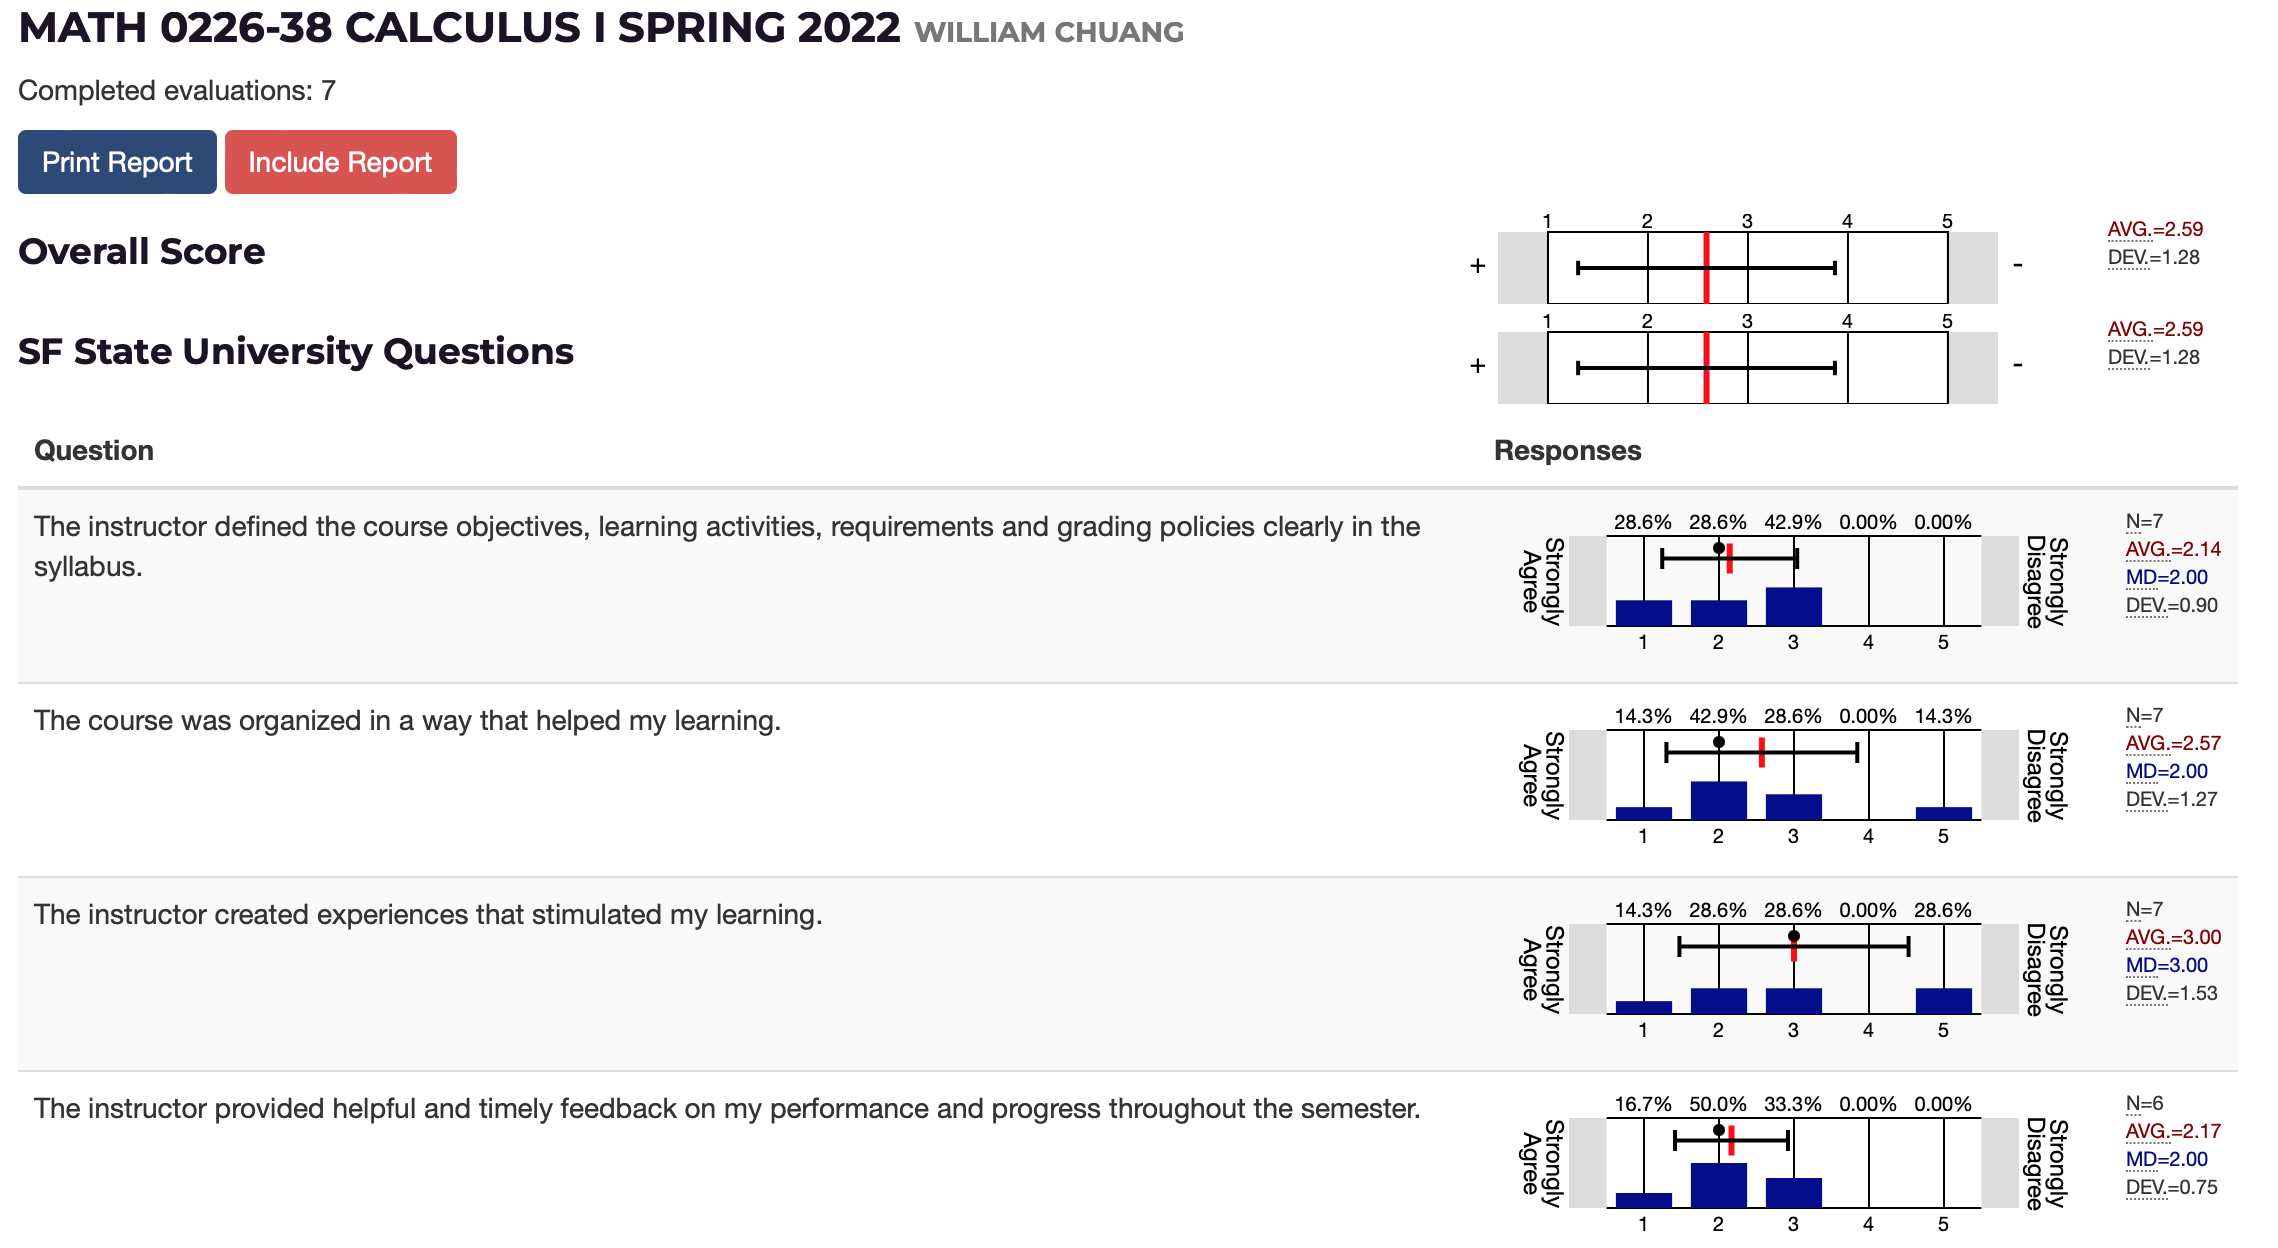 MATH 0226-38 CALCULUS I SPRING 2022 WILLIAM CHUANG
Completed evaluations: 7
Print Report Include Report
Overall Score
1 2 3 4 5
+ -
AVG.=2.59
DEV.=1.28
SF State University Questions
1 2 3 4 5
+ -
AVG.=2.59
DEV.=1.28
Question Responses
The instructor defined the course objectives, learning activities, requirements and grading policies clearly in the
syllabus.
Strongly
Agree
28.6% 28.6% 42.9% 0.00% 0.00%
1 2 3 4 5
Strongly
Disagree
N=7
AVG.=2.14
MD=2.00
DEV.=0.90
The course was organized in a way that helped my learning.
Strongly
Agree
14.3% 42.9% 28.6% 0.00% 14.3%
1 2 3 4 5
Strongly
Disagree
N=7
AVG.=2.57
MD=2.00
DEV.=1.27
The instructor created experiences that stimulated my learning.
Strongly
Agree
14.3% 28.6% 28.6% 0.00% 28.6%
1 2 3 4 5
Strongly
Disagree
N=7
AVG.=3.00
MD=3.00
DEV.=1.53
The instructor provided helpful and timely feedback on my performance and progress throughout the semester.
Strongly
Agree
16.7% 50.0% 33.3% 0.00% 0.00%
1 2 3 4 5
Strongly
Disagree
N=6
AVG.=2.17
MD=2.00
DEV.=0.75